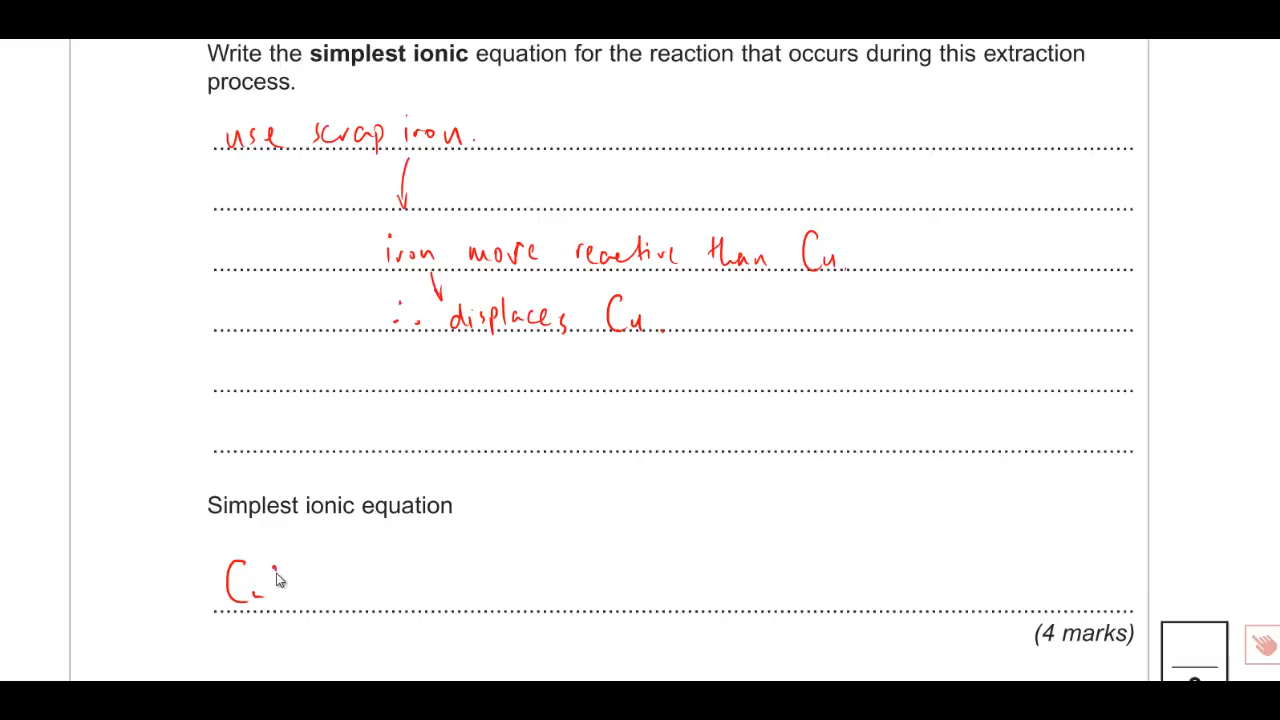 Write the simplest ionic equation for the reaction that occurs during this extraction
process.
use scrap iron.
iron more reactive than Cu.
∴ displaces Cu.
Simplest ionic equation
Cu
(4 marks)